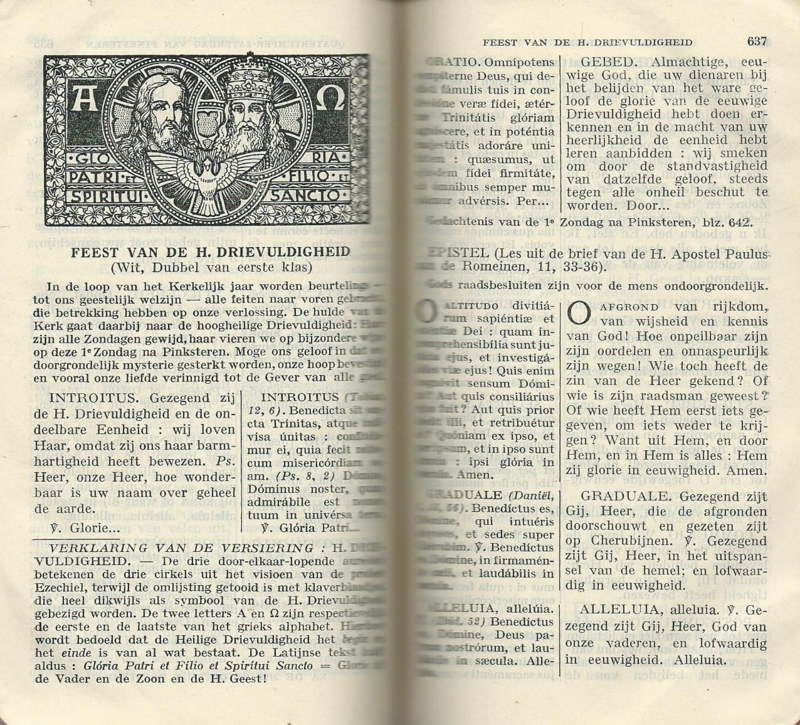 A Ω
GLO RIA
PATRI ET FILIO ET
SPIRITUI SANCTO
FEEST VAN DE H. DRIEVULDIGHEID
(Wit, Dubbel van eerste klas)
In de loop van het Kerkelijk jaar worden
tot ons geestelijk welzijn — alle feiten naar voren
die betrekking hebben op onze verlossing. De hulde
Kerk gaat daarbij naar de hoogheilige Drievuldigheid:
zijn alle Zondagen gewijd, haar vieren we op bijzondere
op deze 1e Zondag na Pinksteren. Moge ons geloof in
doorgrondelijk mysterie gesterkt worden, onze hoop
en vooral onze liefde verinnigd tot de Gever van alle
INTROITUS. Gezegend zij
de H. Drievuldigheid en de on-
deelbare Eenheid : wij loven
Haar, omdat zij ons haar barm-
hartigheid heeft bewezen. Ps.
Heer, onze Heer, hoe wonder-
baar is uw naam over geheel
de aarde.
℣. Glorie...
INTROITUS
12, 6). Benedícta sit
cta Trínitas, atque
vísa únitas :
mur ei, quia fecit
cum misericórdiam
am. (Ps. 8, 2)
Dóminus noster,
admirábile est
tuum in univérsa
℣. Glória Patri...
VERKLARING VAN DE VERSIERING : H.
VULDIGHEID. — De drie door-elkaar-lopende
betekenen de drie cirkels uit het visioen van de
Ezechiel, terwijl de omlijsting getooid is met
die heel dikwijls als symbool van de H.
gebezigd worden. De twee letters A en Ω zijn
de eerste en de laatste van het grieks alphabet.
wordt bedoeld dat de Heilige Drievuldigheid het
het einde is van al wat bestaat. De Latijnse tekst
aldus : Glória Patri et Fílio et Spiritui Sancto =
de Vader en de Zoon en de H. Geest!
FEEST VAN DE H. DRIEVULDIGHEID 637
Omnípotens
Deus, qui de-
fámulis tuis in con-
veræ fidei, ætér-
Trinitátis glóriam
et in poténtia
adoráre uni-
: quæsumus, ut
fidei firmitáte,
semper mu-
advérsis. Per...
GEBED. Almachtige, eeu-
wige God, die uw dienaren bij
het belijden van het ware ge-
loof de glorie van de eeuwige
Drievuldigheid hebt doen er-
kennen en in de macht van uw
heerlijkheid de eenheid hebt
leren aanbidden : wij smeken
om door de standvastigheid
van datzelfde geloof, steeds
tegen alle onheil beschut te
worden. Door...
van de 1e Zondag na Pinksteren, blz. 642.
EPISTEL (Les uit de brief van de H. Apostel Paulus
de Romeinen, 11, 33-36).
raadsbesluiten zijn voor de mens ondoorgrondelijk.
O ALTITUDO divitiá-
sapiéntiæ et
Dei : quam in-
sunt ju-
ejus, et investigá-
ejus! Quis enim
sensum Dómi-
quis consiliárius
Aut quis prior
et retribuétur
ex ipso, et
et in ipso sunt
: ipsi glória in
Amen.
O AFGROND van rijkdom,
van wijsheid en kennis
van God! Hoe onpeilbaar zijn
zijn oordelen en onnaspeurlijk
zijn wegen! Wie toch heeft de
zin van de Heer gekend? Of
wie is zijn raadsman geweest?
Of wie heeft Hem eerst iets ge-
geven, om iets weder te krij-
gen? Want uit Hem, en door
Hem, en in Hem is alles : Hem
zij glorie in eeuwigheid. Amen.
GRADUALE (Daniël,
Benedíctus es,
qui intuéris
et sedes super
℣. Benedíctus
in firmamén-
et laudábilis in
GRADUALE. Gezegend zijt
Gij, Heer, die de afgronden
doorschouwt en gezeten zijt
op Cherubijnen. ℣. Gezegend
zijt Gij, Heer, in het uitspan-
sel van de hemel; en lofwaar-
dig in eeuwigheid.
ALLELUIA, allelúia.
52) Benedíctus
Deus pa-
et lau-
in sæcula. Alle-
ALLELUIA, alleluia. ℣. Ge-
zegend zijt Gij, Heer, God van
onze vaderen, en lofwaardig
in eeuwigheid. Alleluia.